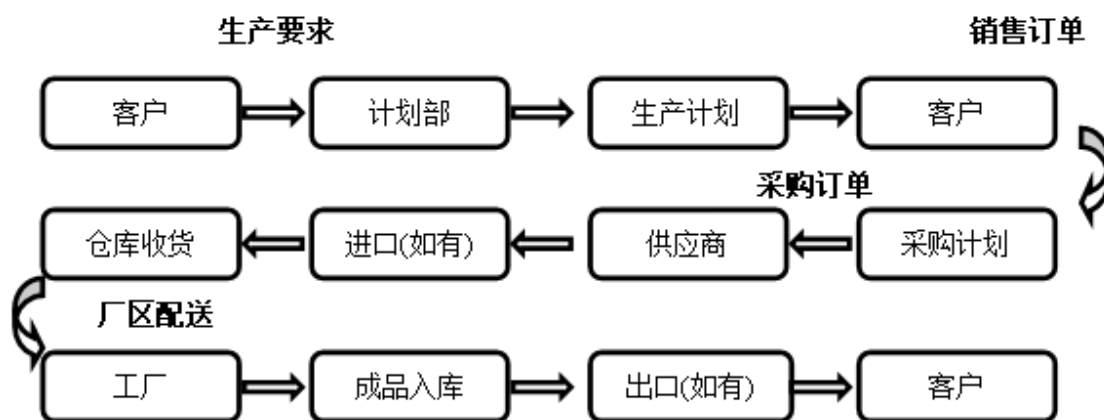 生产要求 销售订单
客户 计划部 生产计划 客户
采购订单
仓库收货 进口(如有) 供应商 采购计划
厂区配送
工厂 成品入库 出口(如有) 客户